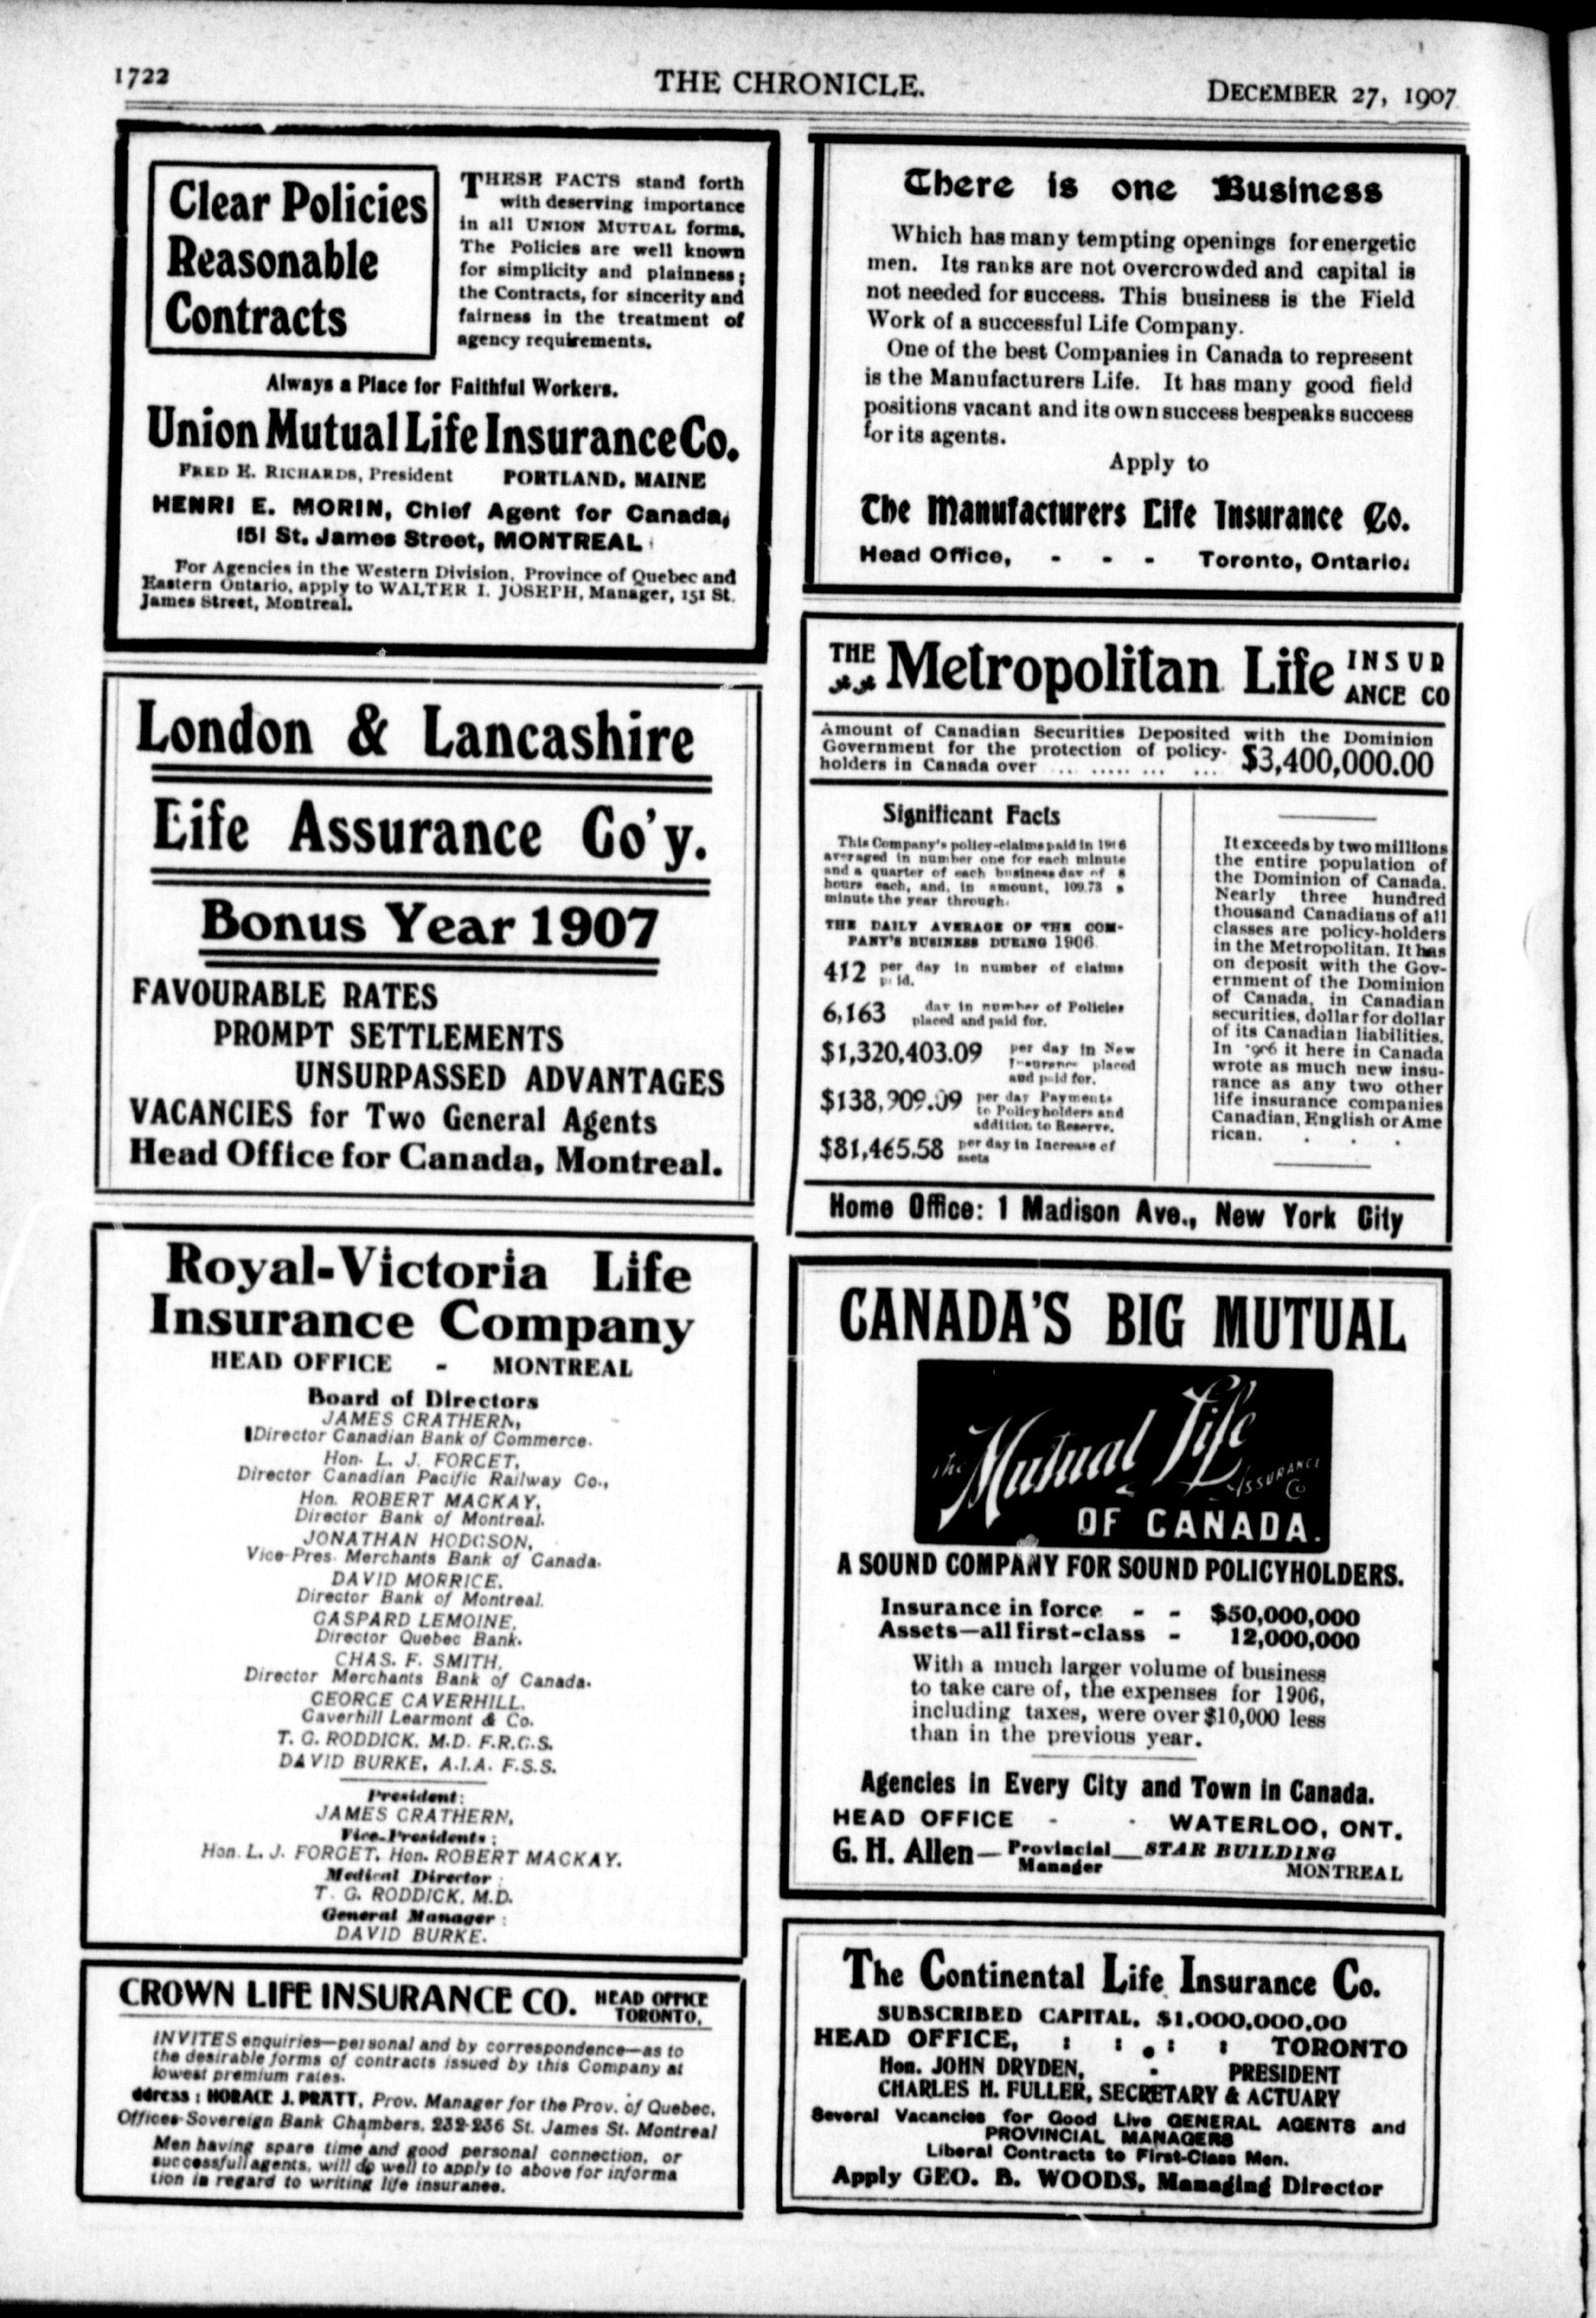 1722
THE CHRONICLE.
DECEMBER 27, 1907
Clear Policies
Reasonable
Contracts
THESE FACTS stand forth
with deserving importance
in all UNION MUTUAL forms.
The Policies are well known
for simplicity and plainness;
the Contracts, for sincerity and
fairness in the treatment of
agency requirements.
Always a Place for Faithful Workers.
Union Mutual Life Insurance Co.
FRED E. RICHARDS, President PORTLAND, MAINE
HENRI E. MORIN, Chief Agent for Canada,
151 St. James Street, MONTREAL
For Agencies in the Western Division, Province of Quebec and
Eastern Ontario, apply to WALTER I. JOSEPH, Manager, 151 St.
James Street, Montreal.
London & Lancashire
Life Assurance Co'y.
Bonus Year 1907
FAVOURABLE RATES
PROMPT SETTLEMENTS
UNSURPASSED ADVANTAGES
VACANCIES for Two General Agents
Head Office for Canada, Montreal.
Royal-Victoria Life
Insurance Company
HEAD OFFICE - MONTREAL
Board of Directors
JAMES CRATHERN,
Director Canadian Bank of Commerce.
Hon. L. J. FORGET,
Director Canadian Pacific Railway Co.,
Hon. ROBERT MACKAY,
Director Bank of Montreal.
JONATHAN HODGSON,
Vice-Pres. Merchants Bank of Canada.
DAVID MORRICE,
Director Bank of Montreal.
GASPARD LEMOINE,
Director Quebec Bank.
CHAS. F. SMITH,
Director Merchants Bank of Canada.
GEORGE CAVERHILL,
Caverhill Learmont & Co.
T. G. RODDICK, M.D. F.R.C.S.
DAVID BURKE, A.I.A. F.S.S.
President:
JAMES CRATHERN,
Vice-Presidents:
Hon. L. J. FORGET, Hon. ROBERT MACKAY.
Medical Director:
T. G. RODDICK, M.D.
General Manager:
DAVID BURKE.
CROWN LIFE INSURANCE CO. HEAD OFFICE
TORONTO,
INVITES enquiries—personal and by correspondence—as to
the desirable forms of contracts issued by this Company at
lowest premium rates.
ddress: HORACE J. PRATT, Prov. Manager for the Prov. of Quebec,
Offices-Sovereign Bank Chambers, 232-236 St. James St. Montreal
Men having spare time and good personal connection, or
successfull agents, will do well to apply to above for informa
tion in regard to writing life insurance.
There is one Business
Which has many tempting openings for energetic
men. Its ranks are not overcrowded and capital is
not needed for success. This business is the Field
Work of a successful Life Company.
One of the best Companies in Canada to represent
is the Manufacturers Life. It has many good field
positions vacant and its own success bespeaks success
for its agents.
Apply to
The Manufacturers Life Insurance Co.
Head Office, - - - Toronto, Ontario.
THE Metropolitan Life INSUR
ANCE CO
Amount of Canadian Securities Deposited with the Dominion
Government for the protection of policy-
holders in Canada over .. ..... ... ... $3,400,000.00
Significant Facts
This Company's policy-claims paid in 1906
averaged in number one for each minute
and a quarter of each business day of 8
hours each, and, in amount, 109.73 a
minute the year through.
THE DAILY AVERAGE OF THE COM-
PANY'S BUSINESS DURING 1906.
412 per day in number of claims
paid.
6,163 day in number of Policies
placed and paid for.
$1,320,403.09 per day in New
Insurance placed
and paid for.
$138,909.09 per day Payments
to Policyholders and
addition to Reserve.
$81,465.58 per day in Increase of
ssets
It exceeds by two millions
the entire population of
the Dominion of Canada.
Nearly three hundred
thousand Canadians of all
classes are policy-holders
in the Metropolitan. It has
on deposit with the Gov-
ernment of the Dominion
of Canada, in Canadian
securities, dollar for dollar
of its Canadian liabilities.
In 1906 it here in Canada
wrote as much new insu-
rance as any two other
life insurance companies
Canadian, English or Ame
rican. . . .
Home Office: 1 Madison Ave., New York City
CANADA'S BIG MUTUAL
The Mutual Life
ASSURANCE
Co
OF CANADA.
A SOUND COMPANY FOR SOUND POLICYHOLDERS.
Insurance in force - - $50,000,000
Assets—all first-class - 12,000,000
With a much larger volume of business
to take care of, the expenses for 1906,
including taxes, were over $10,000 less
than in the previous year.
Agencies in Every City and Town in Canada.
HEAD OFFICE - - WATERLOO, ONT.
G. H. Allen— Provincial Manager — STAR BUILDING
MONTREAL
The Continental Life Insurance Co.
SUBSCRIBED CAPITAL, $1,000,000.00
HEAD OFFICE, : : : : TORONTO
Hon. JOHN DRYDEN, - PRESIDENT
CHARLES H. FULLER, SECRETARY & ACTUARY
Several Vacancies for Good Live GENERAL AGENTS and
PROVINCIAL MANAGERS
Liberal Contracts to First-Class Men.
Apply GEO. B. WOODS, Managing Director